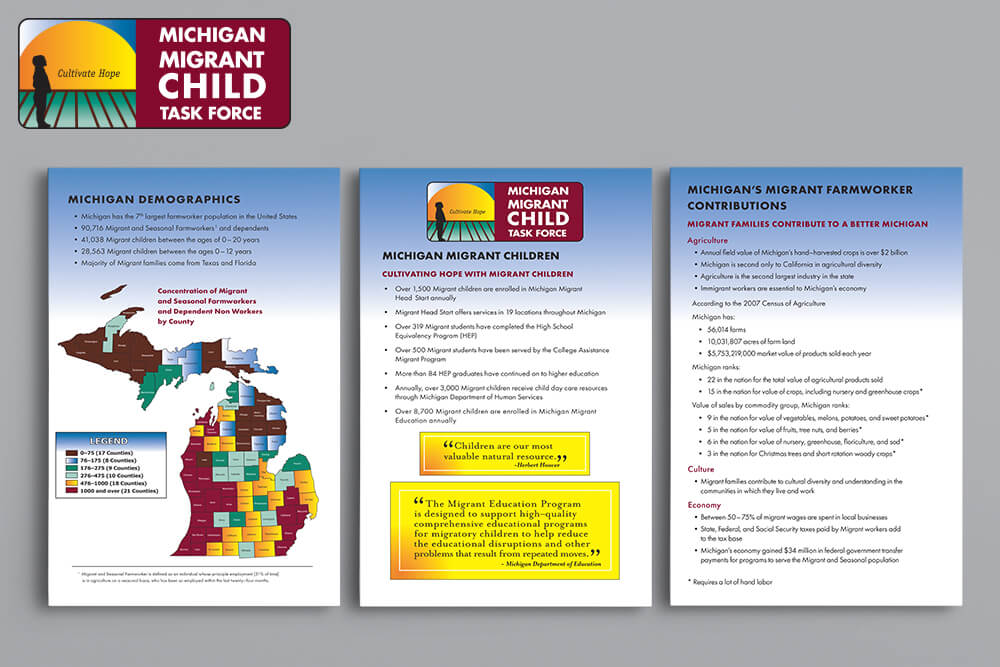 Cultivate Hope
MICHIGAN
MIGRANT
CHILD
TASK FORCE
MICHIGAN DEMOGRAPHICS
• Michigan has the 7th largest farmworker population in the United States
• 90,716 Migrant and Seasonal Farmworkers¹ and dependents
• 41,038 Migrant children between the ages of 0–20 years
• 28,563 Migrant children between the ages 0–12 years
• Majority of Migrant families come from Texas and Florida
Concentration of Migrant
and Seasonal Farmworkers
and Dependent Non Workers
by County
LEGEND
0–75 (17 Counties)
76–175 (8 Counties)
176–275 (9 Counties)
276–475 (10 Counties)
476–1000 (18 Counties)
1000 and over (21 Counties)
¹ Migrant and Seasonal Farmworker is defined as an individual whose principle employment (51% of time)
is in agriculture on a seasonal basis, who has been so employed within the last twenty-four months.
Cultivate Hope
MICHIGAN
MIGRANT
CHILD
TASK FORCE
MICHIGAN MIGRANT CHILDREN
CULTIVATING HOPE WITH MIGRANT CHILDREN
• Over 1,500 Migrant children are enrolled in Michigan Migrant
Head Start annually
• Migrant Head Start offers services in 19 locations throughout Michigan
• Over 319 Migrant students have completed the High School
Equivalency Program (HEP)
• Over 500 Migrant students have been served by the College Assistance
Migrant Program
• More than 84 HEP graduates have continued on to higher education
• Annually, over 3,000 Migrant children receive child day care resources
through Michigan Department of Human Services
• Over 8,700 Migrant children are enrolled in Michigan Migrant
Education annually
“Children are our most
valuable natural resource.”
-Herbert Hoover
“The Migrant Education Program
is designed to support high-quality
comprehensive educational programs
for migratory children to help reduce
the educational disruptions and other
problems that result from repeated moves.”
- Michigan Department of Education
MICHIGAN'S MIGRANT FARMWORKER
CONTRIBUTIONS
MIGRANT FAMILIES CONTRIBUTE TO A BETTER MICHIGAN
Agriculture
• Annual field value of Michigan's hand-harvested crops is over $2 billion
• Michigan is second only to California in agricultural diversity
• Agriculture is the second largest industry in the state
• Immigrant workers are essential to Michigan's economy
According to the 2007 Census of Agriculture
Michigan has:
• 56,014 farms
• 10,031,807 acres of farm land
• $5,753,219,000 market value of products sold each year
Michigan ranks:
• 22 in the nation for the total value of agricultural products sold
• 15 in the nation for value of crops, including nursery and greenhouse crops*
Value of sales by commodity group, Michigan ranks:
• 9 in the nation for value of vegetables, melons, potatoes, and sweet potatoes*
• 5 in the nation for value of fruits, tree nuts, and berries*
• 6 in the nation for value of nursery, greenhouse, floriculture, and sod*
• 3 in the nation for Christmas trees and short rotation woody crops*
Culture
• Migrant families contribute to cultural diversity and understanding in the
communities in which they live and work
Economy
• Between 50–75% of migrant wages are spent in local businesses
• State, Federal, and Social Security taxes paid by Migrant workers add
to the tax base
• Michigan's economy gained $34 million in federal government transfer
payments for programs to serve the Migrant and Seasonal population
* Requires a lot of hand labor